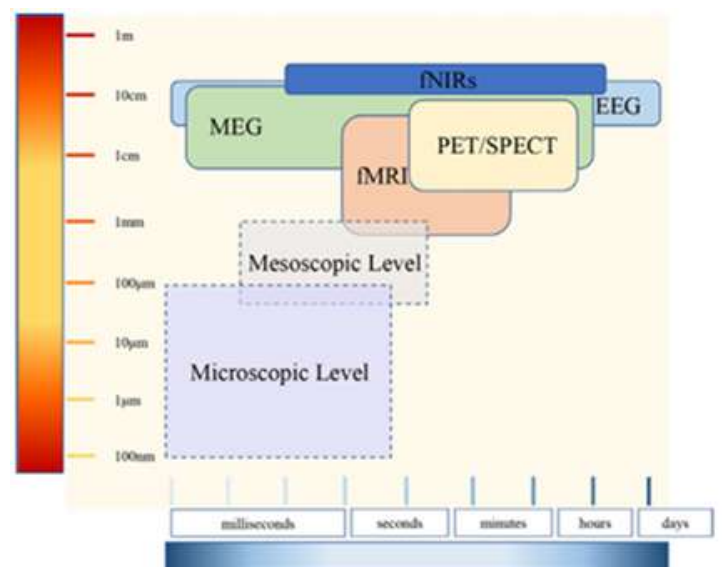 1m
fNIRs
10cm
EEG
MEG
PET/SPECT
1cm
fMRI
1mm
Mesoscopic Level
100μm
10μm
Microscopic Level
1μm
100nm
milliseconds
seconds
minutes
hours
days